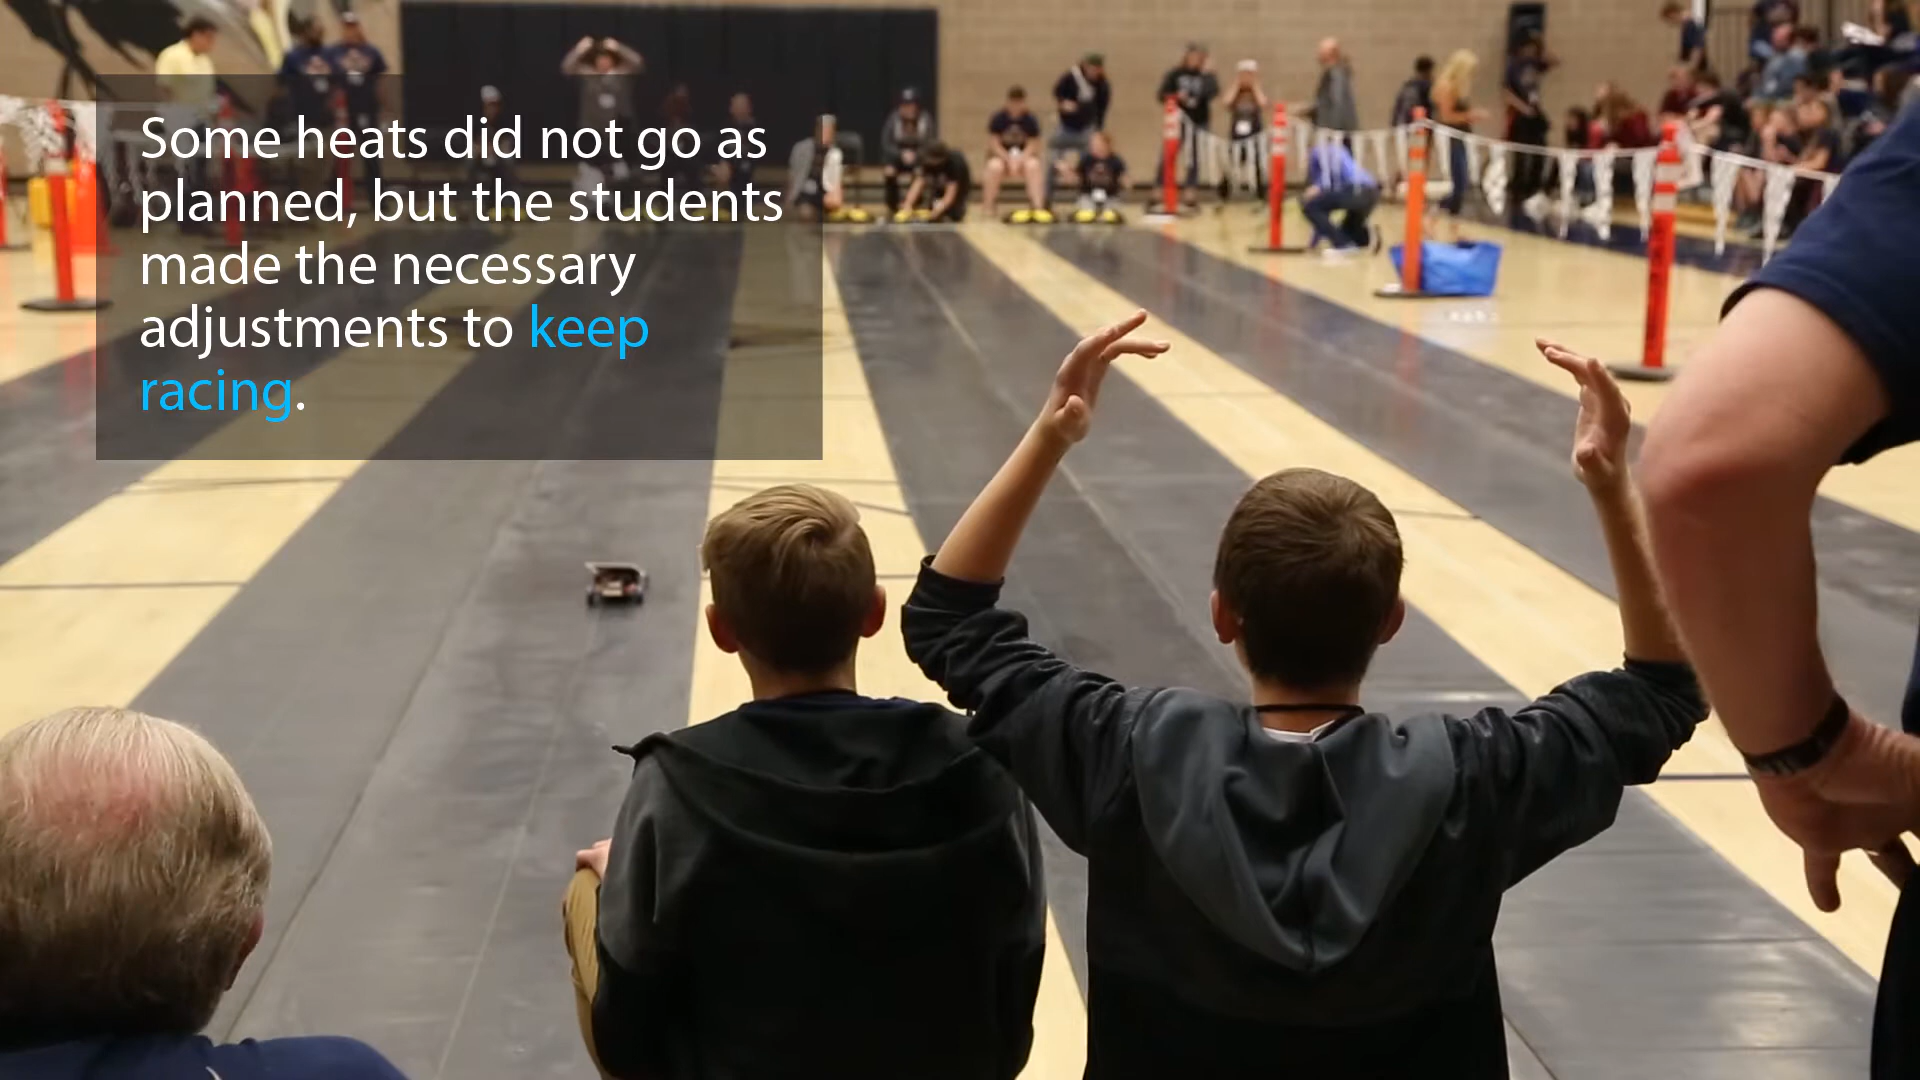 Some heats did not go as
planned, but the students
made the necessary
adjustments to keep
racing.